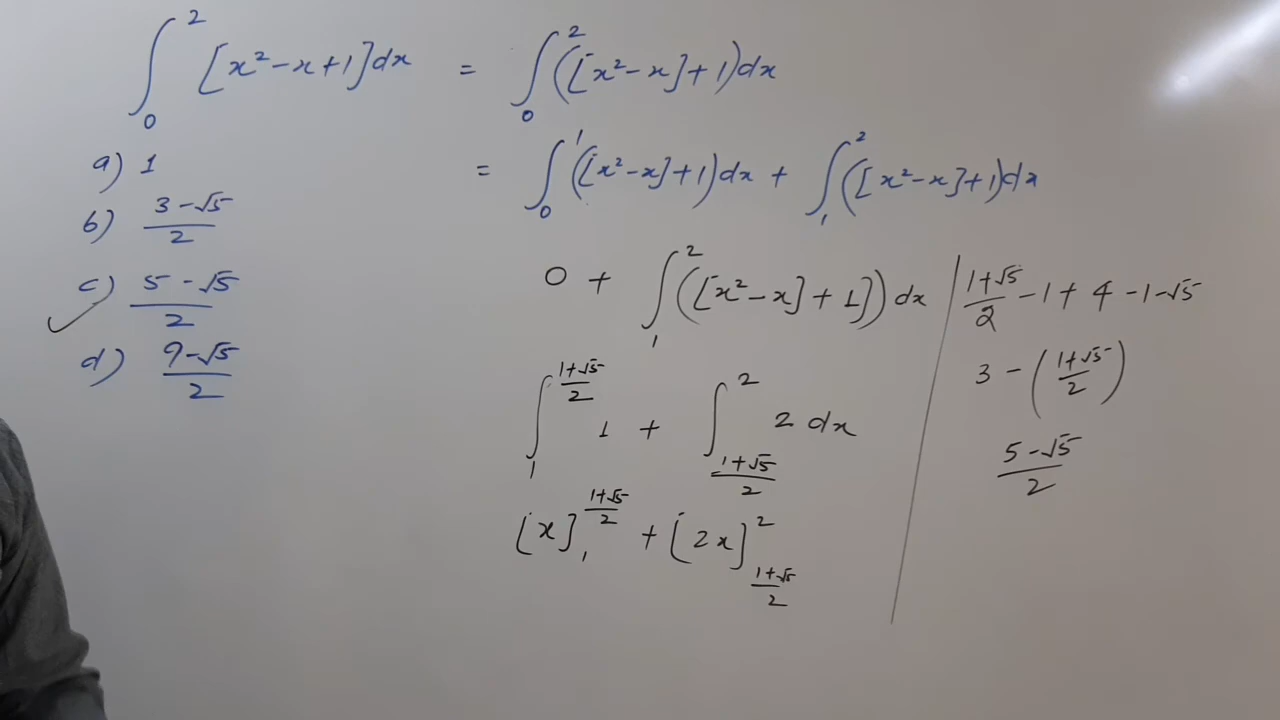 ∫₀² [x² - x + 1] dx = ∫₀² ([x² - x] + 1) dx
= ∫₀¹ ([x² - x] + 1) dx + ∫₁² ([x² - x] + 1) dx
a) 1
b) (3 - √5)/2
c) (5 - √5)/2
d) (9 - √5)/2
0 + ∫₁² ([x² - x] + 1]) dx
∫₁^((1+√5)/2) 1 + ∫_((1+√5)/2)^2 2 dx
[x]₁^((1+√5)/2) + [2x]_((1+√5)/2)^2
(1+√5)/2 - 1 + 4 - 1 - √5
3 - ((1+√5)/2)
(5 - √5)/2